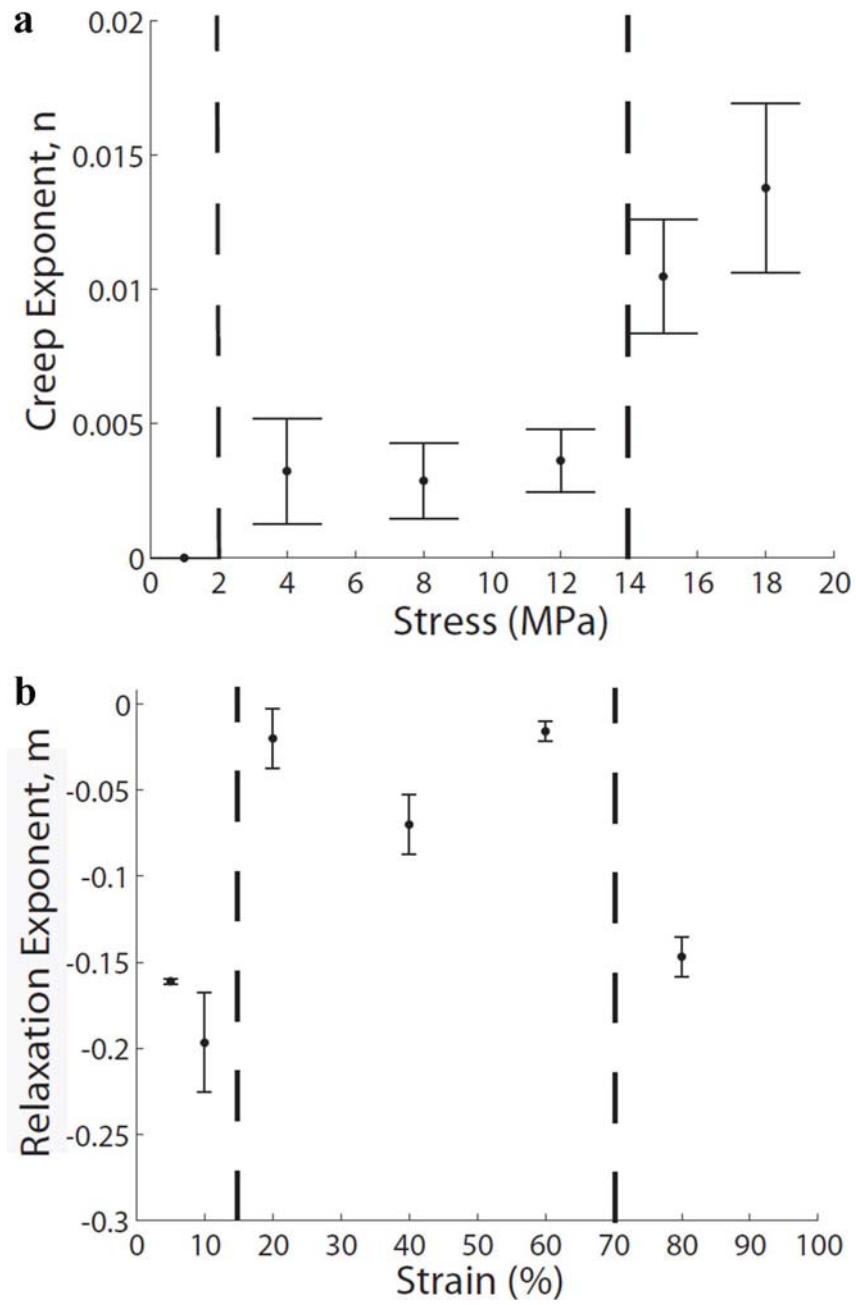 a
Creep Exponent, n
0.02
0.015
0.01
0.005
0
0 2 4 6 8 10 12 14 16 18 20
Stress (MPa)
b
Relaxation Exponent, m
0
-0.05
-0.1
-0.15
-0.2
-0.25
-0.3
0 10 20 30 40 50 60 70 80 90 100
Strain (%)